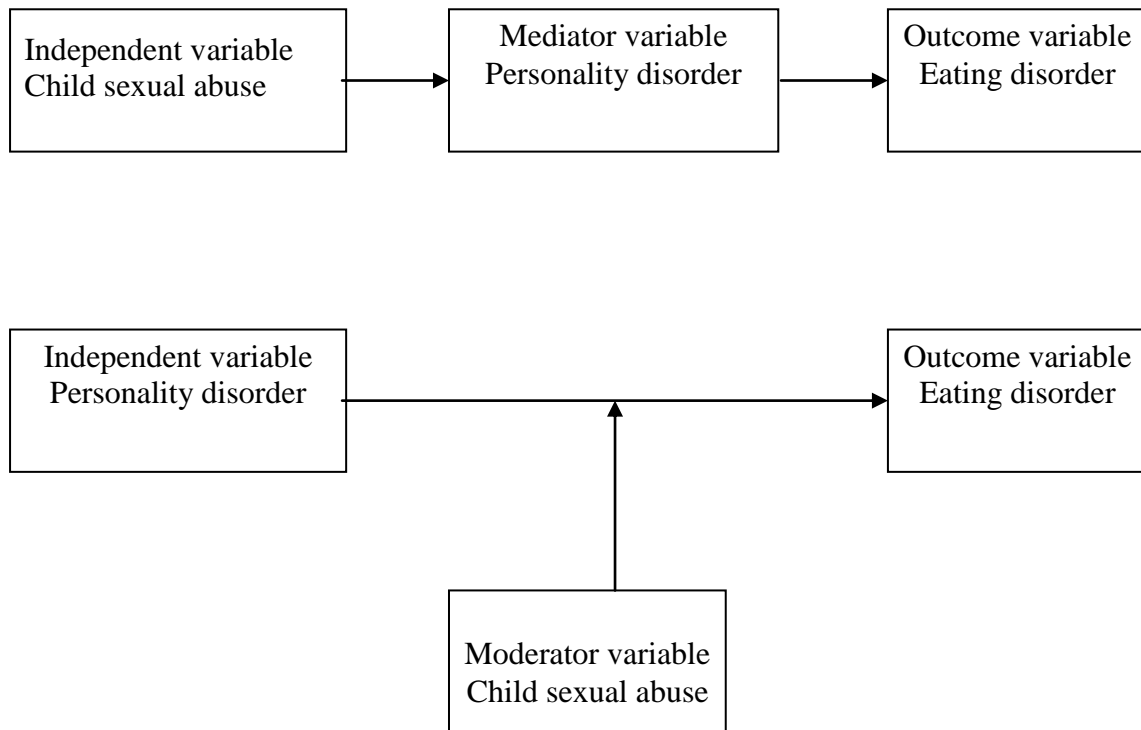 Independent variable
Child sexual abuse
Mediator variable
Personality disorder
Outcome variable
Eating disorder
Independent variable
Personality disorder
Outcome variable
Eating disorder
Moderator variable
Child sexual abuse